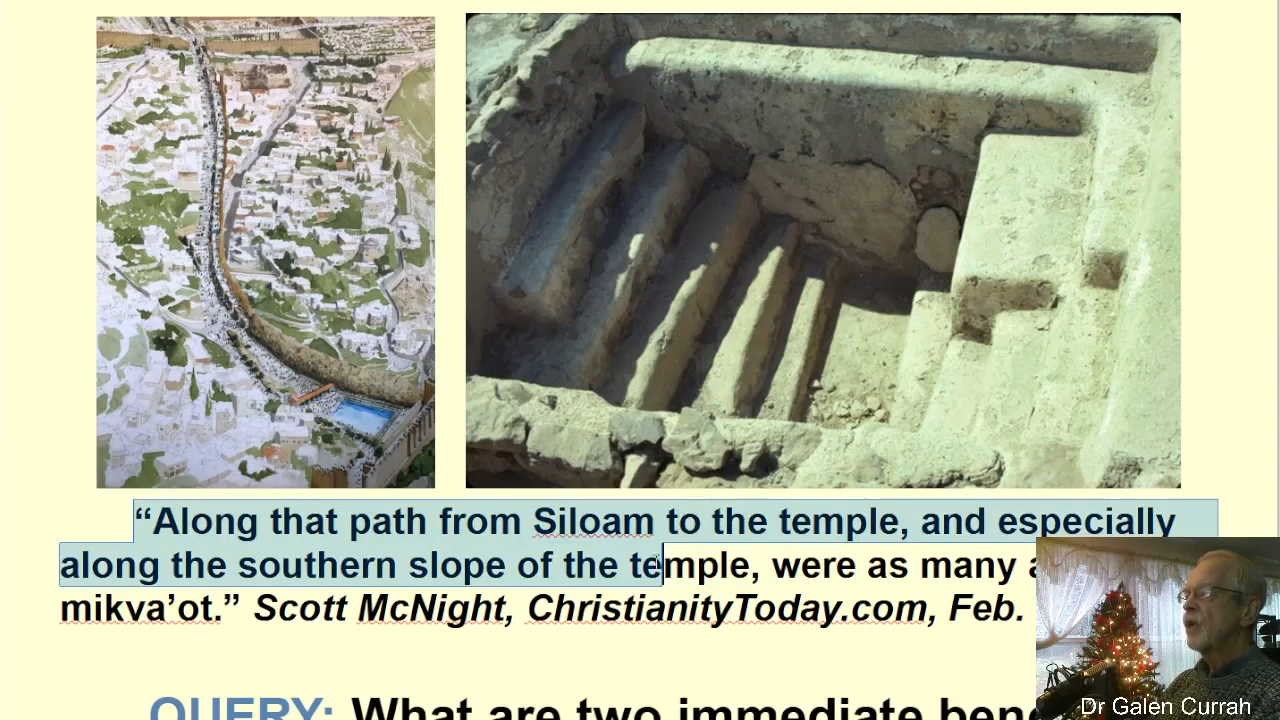 “Along that path from Siloam to the temple, and especially
along the southern slope of the temple, were as many
mikva’ot.” Scott McNight, ChristianityToday.com, Feb.
QUERY: What are two immediate
Dr Galen Currah